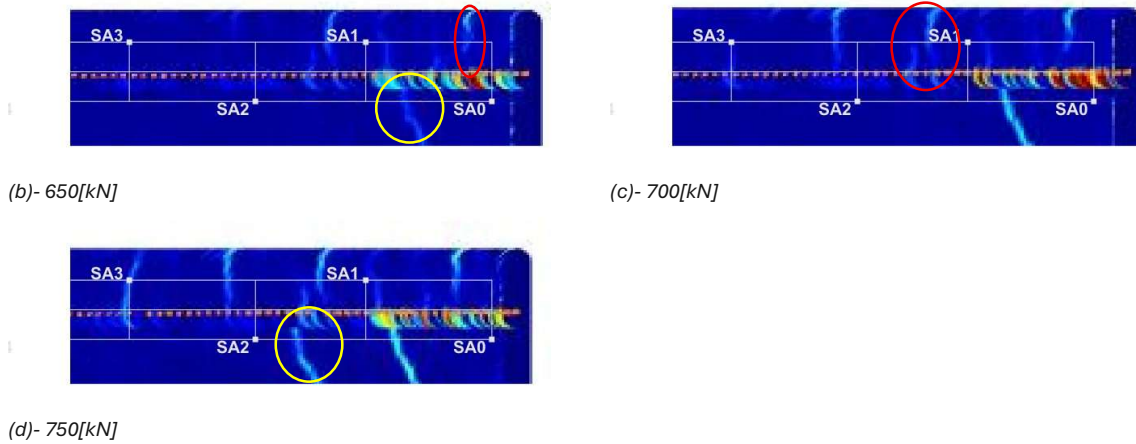 SA3 SA1
SA2 SA0
(b)- 650[kN]
SA3 SA1
SA2 SA0
(c)- 700[kN]
SA3 SA1
SA2 SA0
(d)- 750[kN]